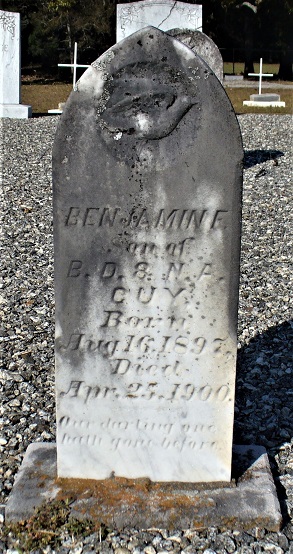 BENJAMIN F.
son of
B. D. & N. A.
GUY
Born
Aug 16, 1897.
Died
Apr. 25, 1900.
Our darling one
hath gone before